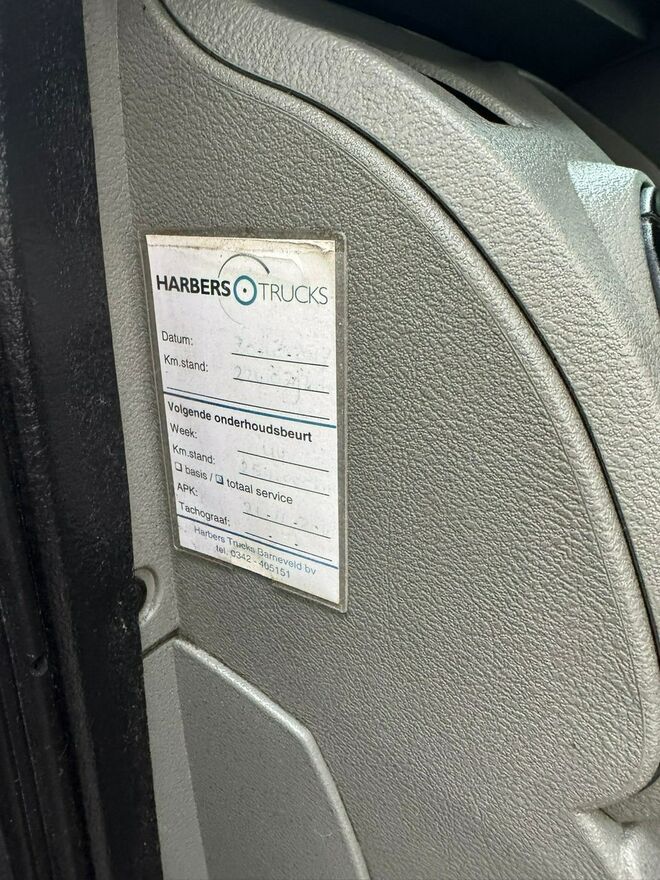 HARBERS TRUCKS
Datum:
Km.stand:
Volgende onderhoudsbeurt
Week:
Km.stand:
basis / totaal service
APK:
Tachograaf:
Harbers Trucks Barneveld bv
tel. 0342 - 405151